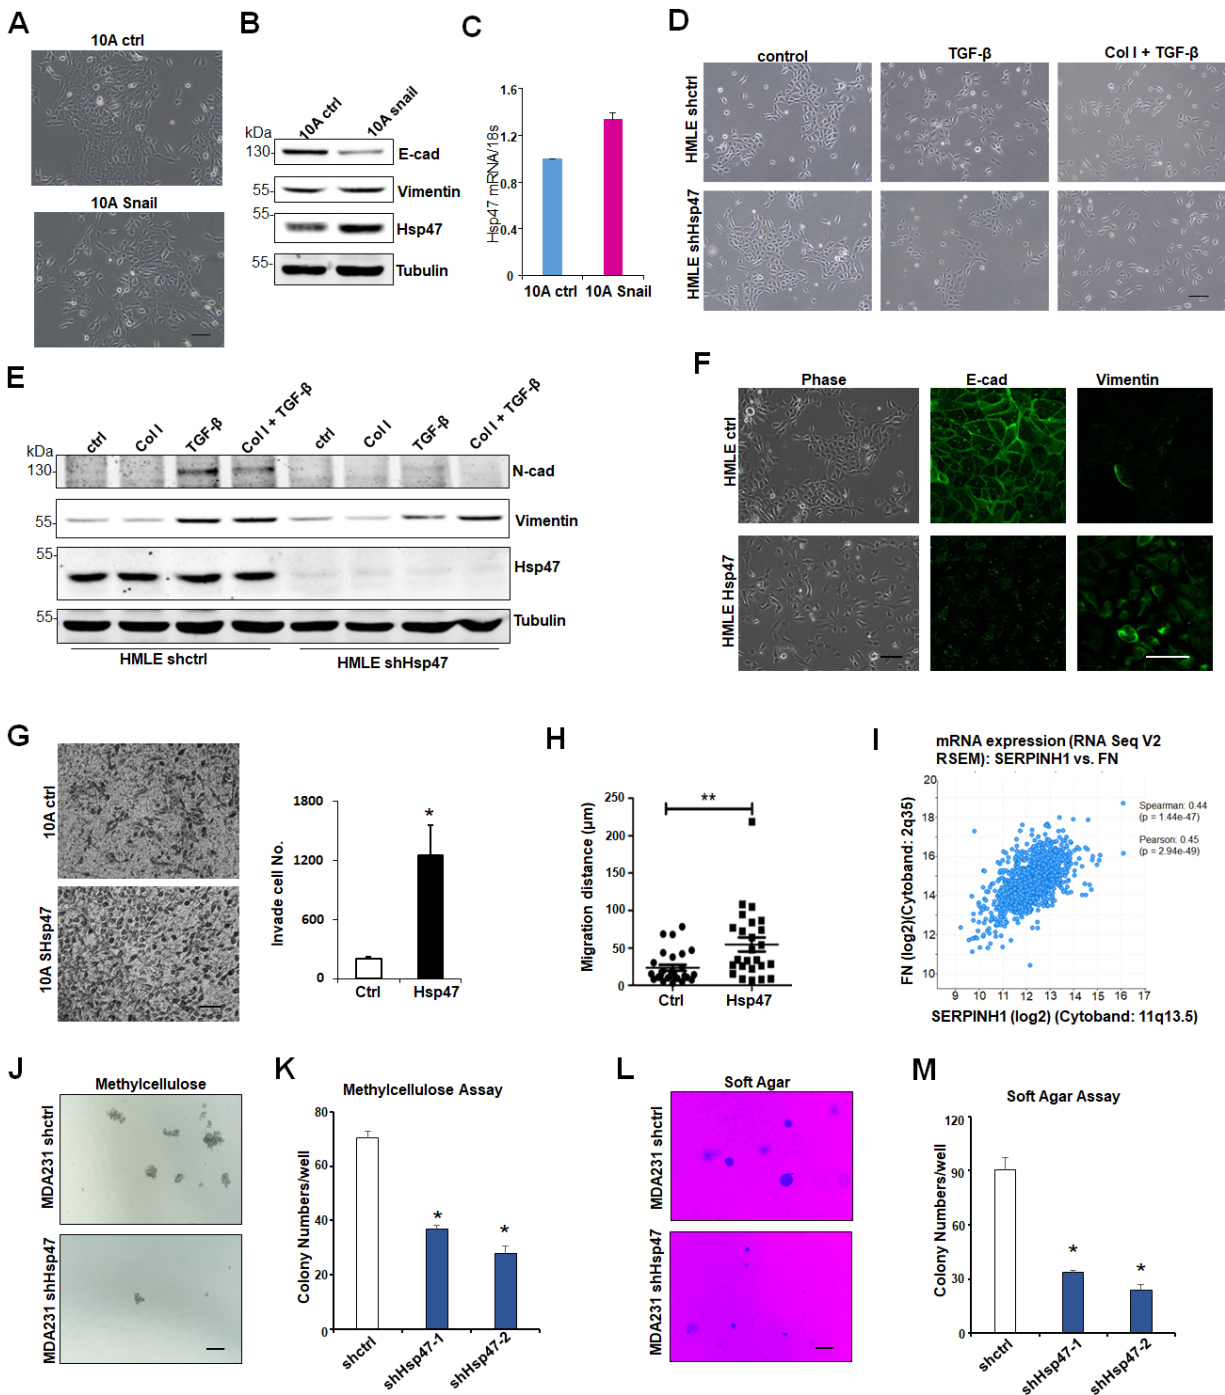 A
10A ctrl
10A Snail
B
10A ctrl
10A snail
kDa
130
E-cad
55
Vimentin
55
Hsp47
55
Tubulin
C
Hsp47 mRNA/18s
1.6
1.2
0.8
0.4
0
10A ctrl
10A Snail
D
control
TGF-β
Col I + TGF-β
HMLE shctrl
HMLE shHsp47
E
ctrl
Col I
TGF-β
Col I + TGF-β
ctrl
Col I
TGF-β
Col I + TGF-β
kDa
130
N-cad
55
Vimentin
55
Hsp47
55
Tubulin
HMLE shctrl
HMLE shHsp47
F
Phase
E-cad
Vimentin
HMLE ctrl
HMLE Hsp47
G
10A ctrl
10A SHsp47
Invade cell No.
1800
1200
600
0
*
Ctrl
Hsp47
H
Migration distance (µm)
250
200
150
100
50
0
**
Ctrl
Hsp47
I
mRNA expression (RNA Seq V2
RSEM): SERPINH1 vs. FN
FN (log2)(Cytoband: 2q35)
20
18
16
15
14
13
12
10
Spearman: 0.44
(p = 1.44e-47)
Pearson: 0.45
(p = 2.94e-49)
9 10 11 12 13 14 15 16 17
SERPINH1 (log2) (Cytoband: 11q13.5)
J
Methylcellulose
MDA231 shctrl
MDA231 shHsp47
K
Methylcellulose Assay
Colony Numbers/well
80
60
40
20
0
*
*
shctrl
shHsp47-1
shHsp47-2
L
Soft Agar
MDA231 shctrl
MDA231 shHsp47
M
Soft Agar Assay
Colony Numbers/well
120
90
60
30
0
*
*
shctrl
shHsp47-1
shHsp47-2